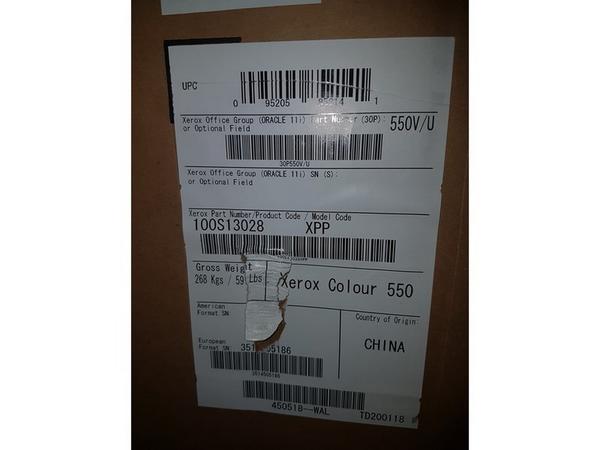 UPC
0 95205 1
Xerox Office Group (ORACLE 11i) Part Number (30P): 550V/U
or Optional Field
30P550V/U
Xerox Office Group (ORACLE 11i) SN (S):
or Optional Field
Xerox Part Number/Product Code / Model Code
100S13028 XPP
Gross Weight
268 Kgs / Lbs
Xerox Colour 550
American
Format SN
Country of Origin:
CHINA
European
Format SN
3514505186
450518--WAL TD200118